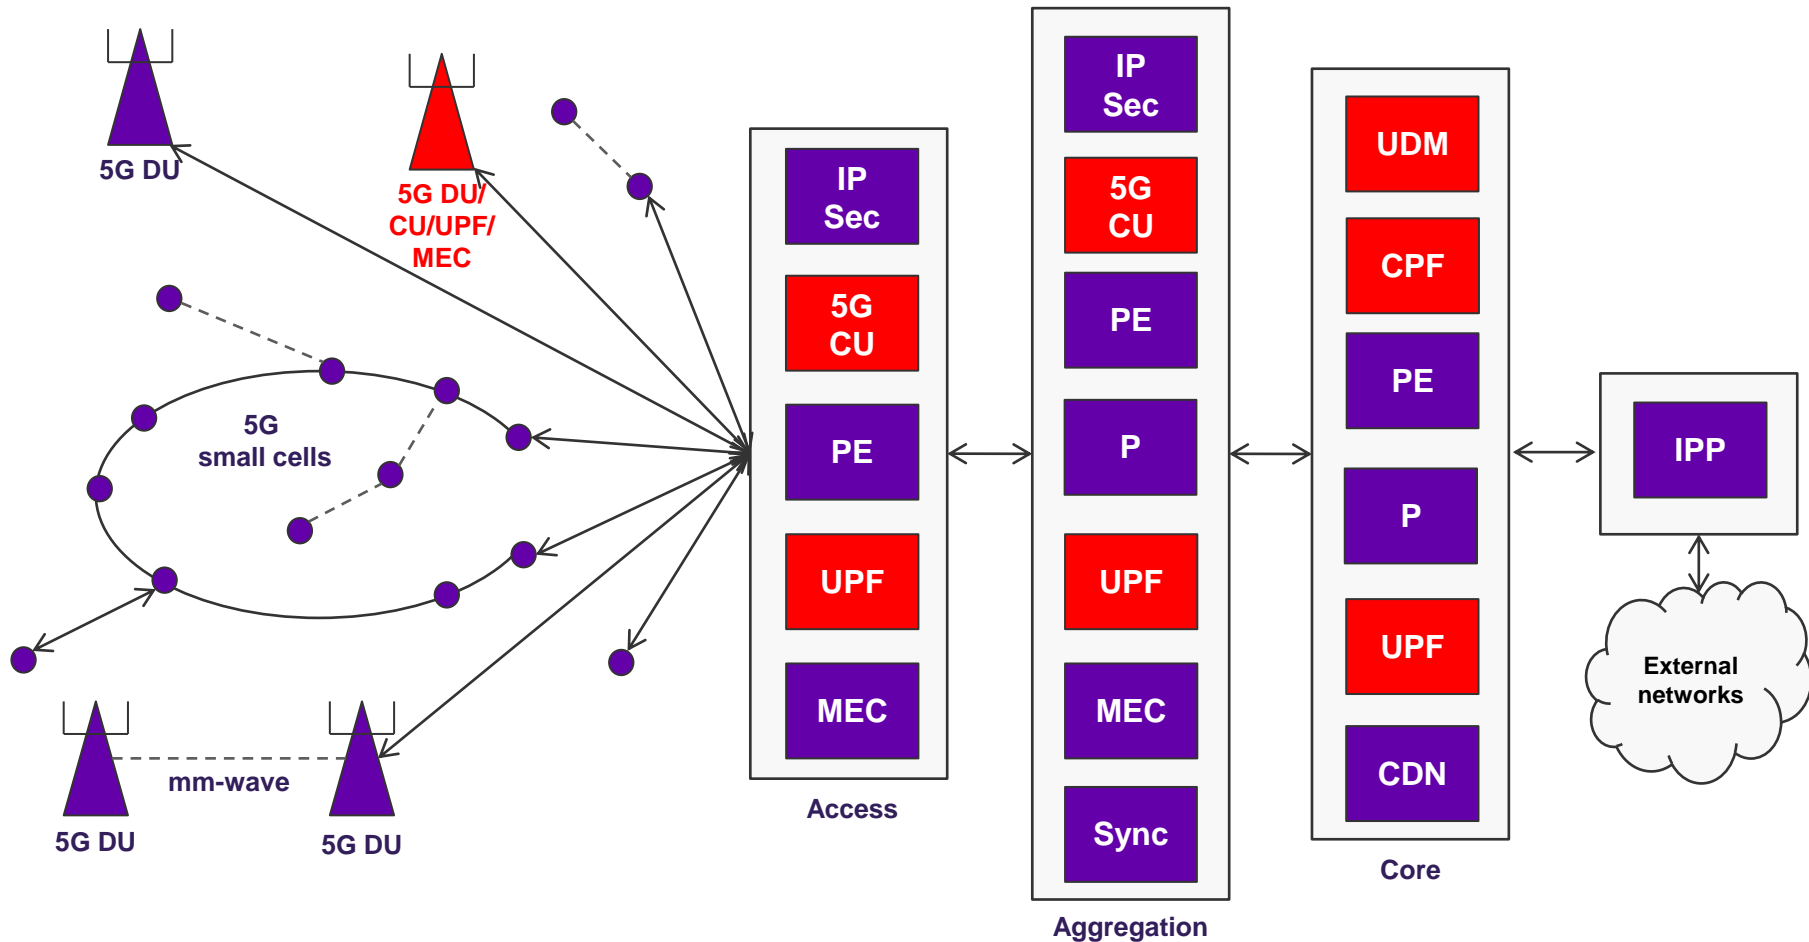 5G DU
5G DU/
CU/UPF/
MEC
5G
small cells
mm-wave
5G DU
5G DU
IP
Sec
5G
CU
PE
UPF
MEC
Access
IP
Sec
5G
CU
PE
P
UPF
MEC
Sync
Aggregation
UDM
CPF
PE
P
UPF
CDN
Core
IPP
External
networks